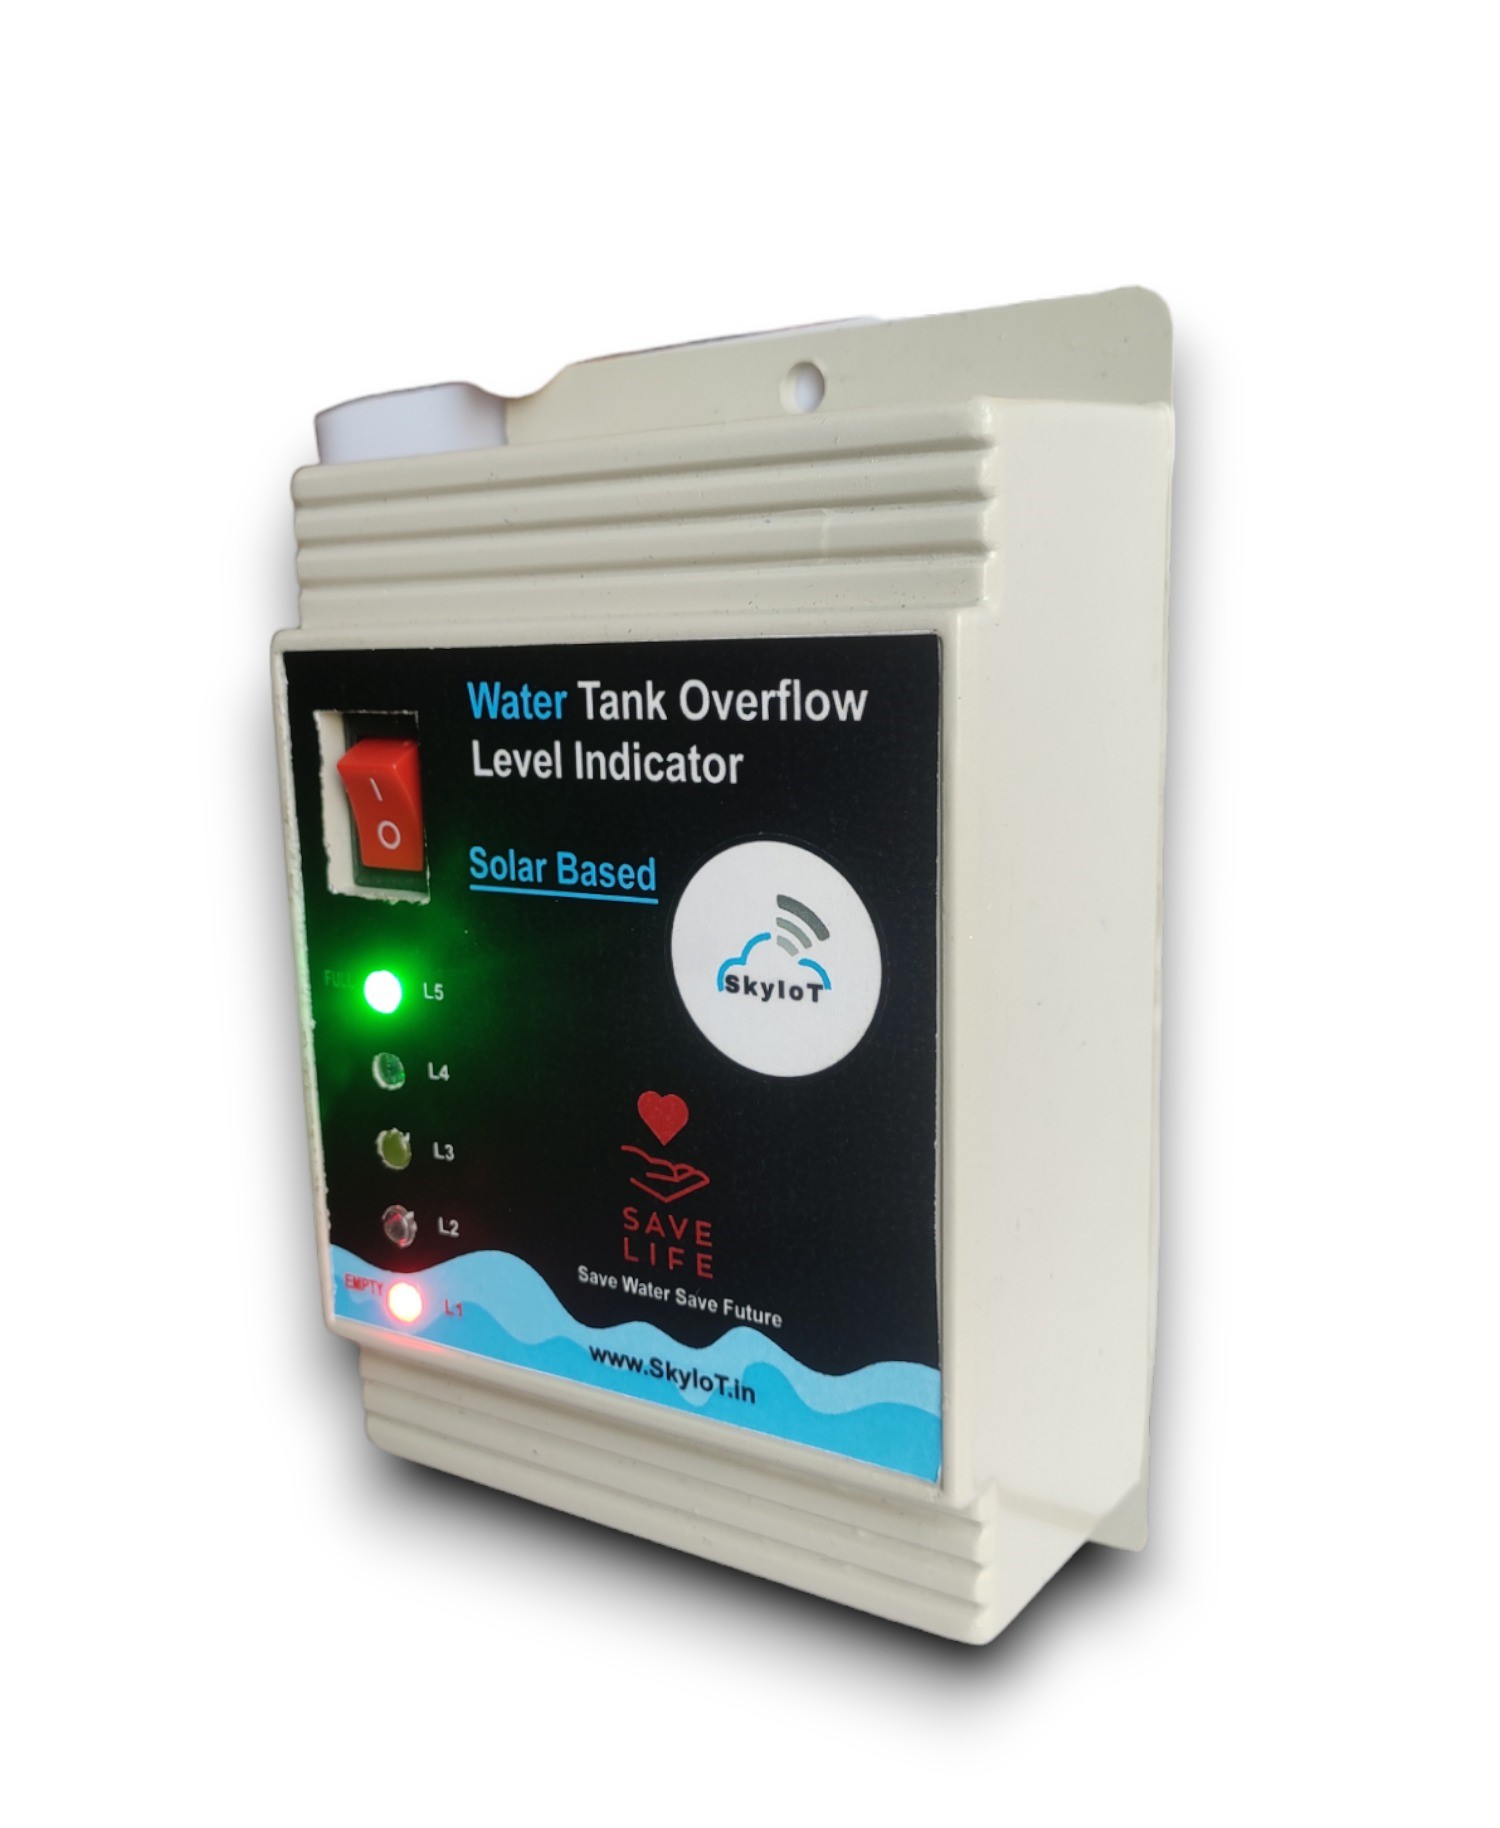 Water Tank Overflow
Level Indicator
I
O
Solar Based
SkyIoT
FULL L5
L4
L3
L2
EMPTY L1
SAVE
LIFE
Save Water Save Future
www.SkyIoT.in